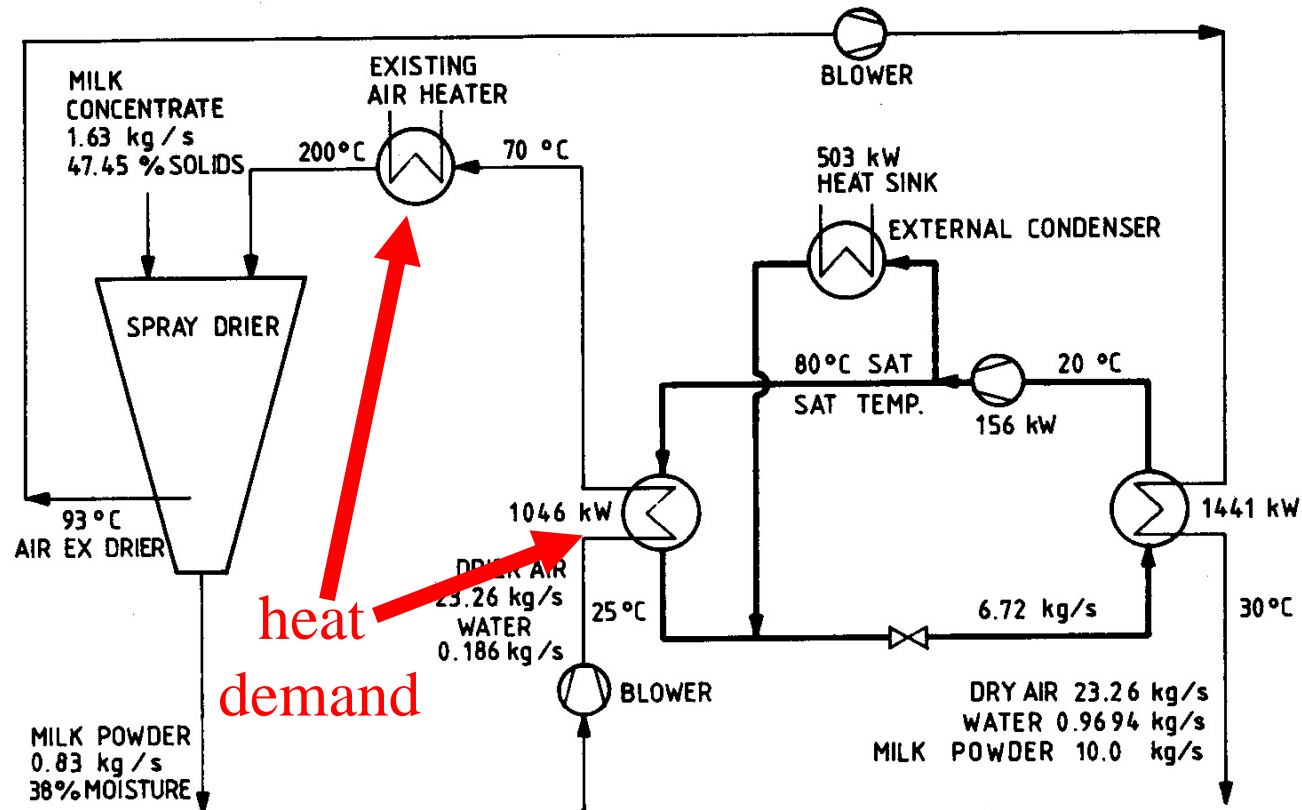 BLOWER
MILK
CONCENTRATE
1.63 kg/s
47.45 % SOLIDS
EXISTING
AIR HEATER
200°C
70 °C
503 kW
HEAT SINK
EXTERNAL CONDENSER
SPRAY DRIER
80°C SAT
SAT TEMP.
20 °C
156 kW
93°C
AIR EX DRIER
1046 kW
1441 kW
DRIER AIR
23.26 kg/s
WATER
0.186 kg/s
25°C
heat
demand
6.72 kg/s
30°C
BLOWER
DRY AIR 23.26 kg/s
WATER 0.9694 kg/s
MILK POWDER 10.0 kg/s
MILK POWDER
0.83 kg/s
38% MOISTURE